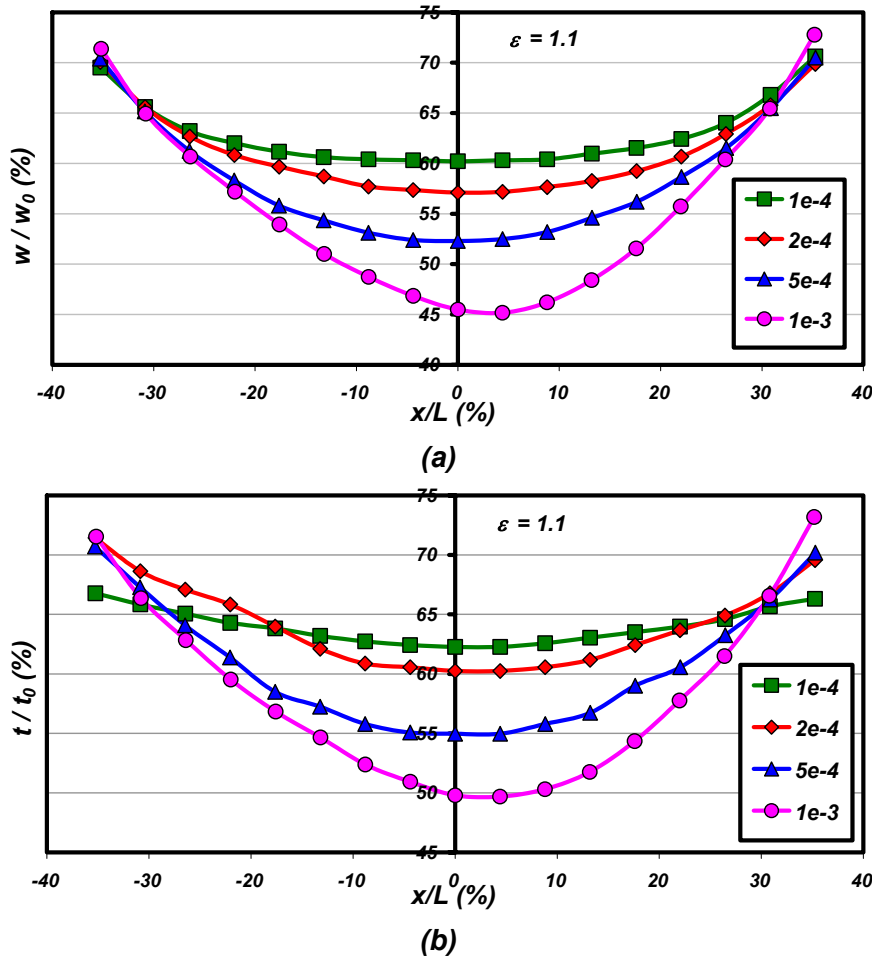 75
ε = 1.1
70
65
60
55
50
45
40
w / w0 (%)
1e-4
2e-4
5e-4
1e-3
-40 -30 -20 -10 0 10 20 30 40
x/L (%)
(a)
75
ε = 1.1
70
65
60
55
50
45
t / t0 (%)
1e-4
2e-4
5e-4
1e-3
-40 -30 -20 -10 0 10 20 30 40
x/L (%)
(b)